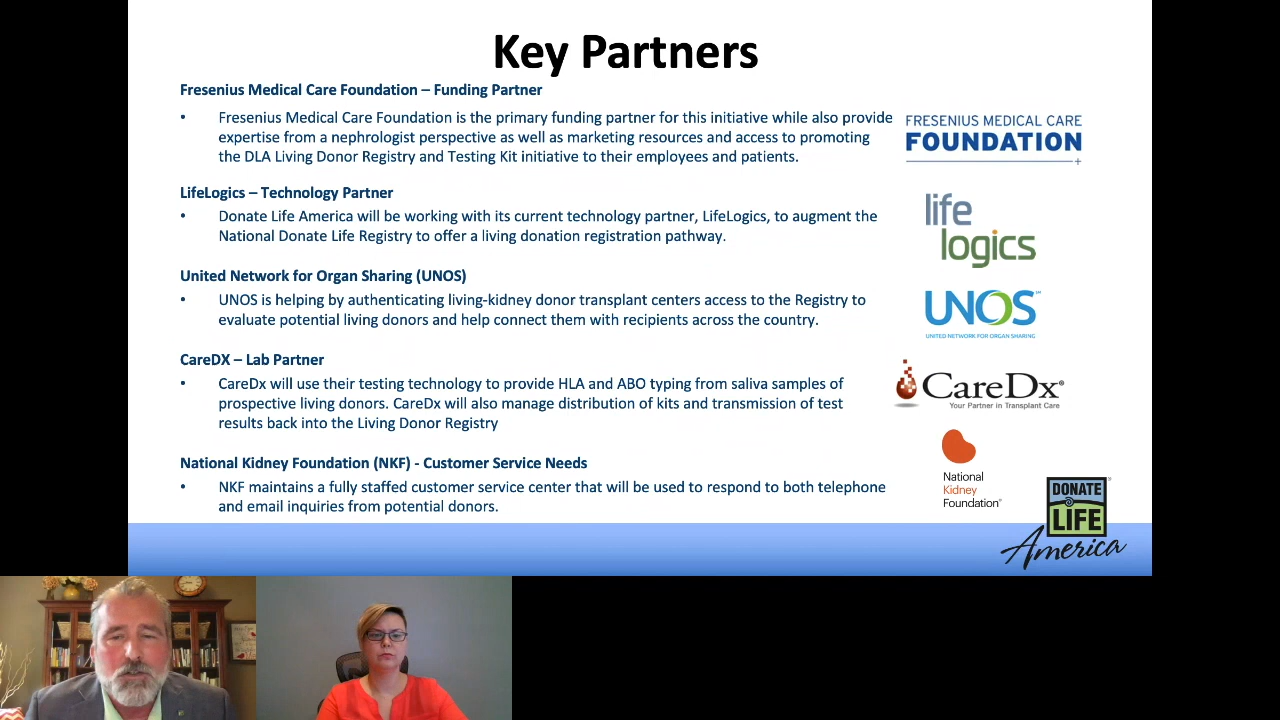 Key Partners
Fresenius Medical Care Foundation – Funding Partner
• Fresenius Medical Care Foundation is the primary funding partner for this initiative while also provide
expertise from a nephrologist perspective as well as marketing resources and access to promoting
the DLA Living Donor Registry and Testing Kit initiative to their employees and patients.
FRESENIUS MEDICAL CARE
FOUNDATION
LifeLogics – Technology Partner
• Donate Life America will be working with its current technology partner, LifeLogics, to augment the
National Donate Life Registry to offer a living donation registration pathway.
life
logics
United Network for Organ Sharing (UNOS)
• UNOS is helping by authenticating living-kidney donor transplant centers access to the Registry to
evaluate potential living donors and help connect them with recipients across the country.
UNOS℠
UNITED NETWORK FOR ORGAN SHARING
CareDX – Lab Partner
• CareDx will use their testing technology to provide HLA and ABO typing from saliva samples of
prospective living donors. CareDx will also manage distribution of kits and transmission of test
results back into the Living Donor Registry
CareDx®
Your Partner in Transplant Care
National Kidney Foundation (NKF) - Customer Service Needs
• NKF maintains a fully staffed customer service center that will be used to respond to both telephone
and email inquiries from potential donors.
National
Kidney
Foundation®
DONATE
LIFE
America